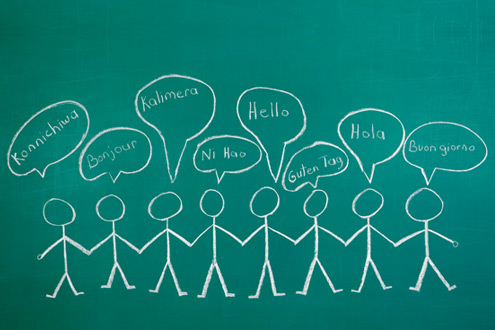 Konnichiwa
Bonjour
Kalimera
Ni Hao
Hello
Guten Tag
Hola
Buongiorno